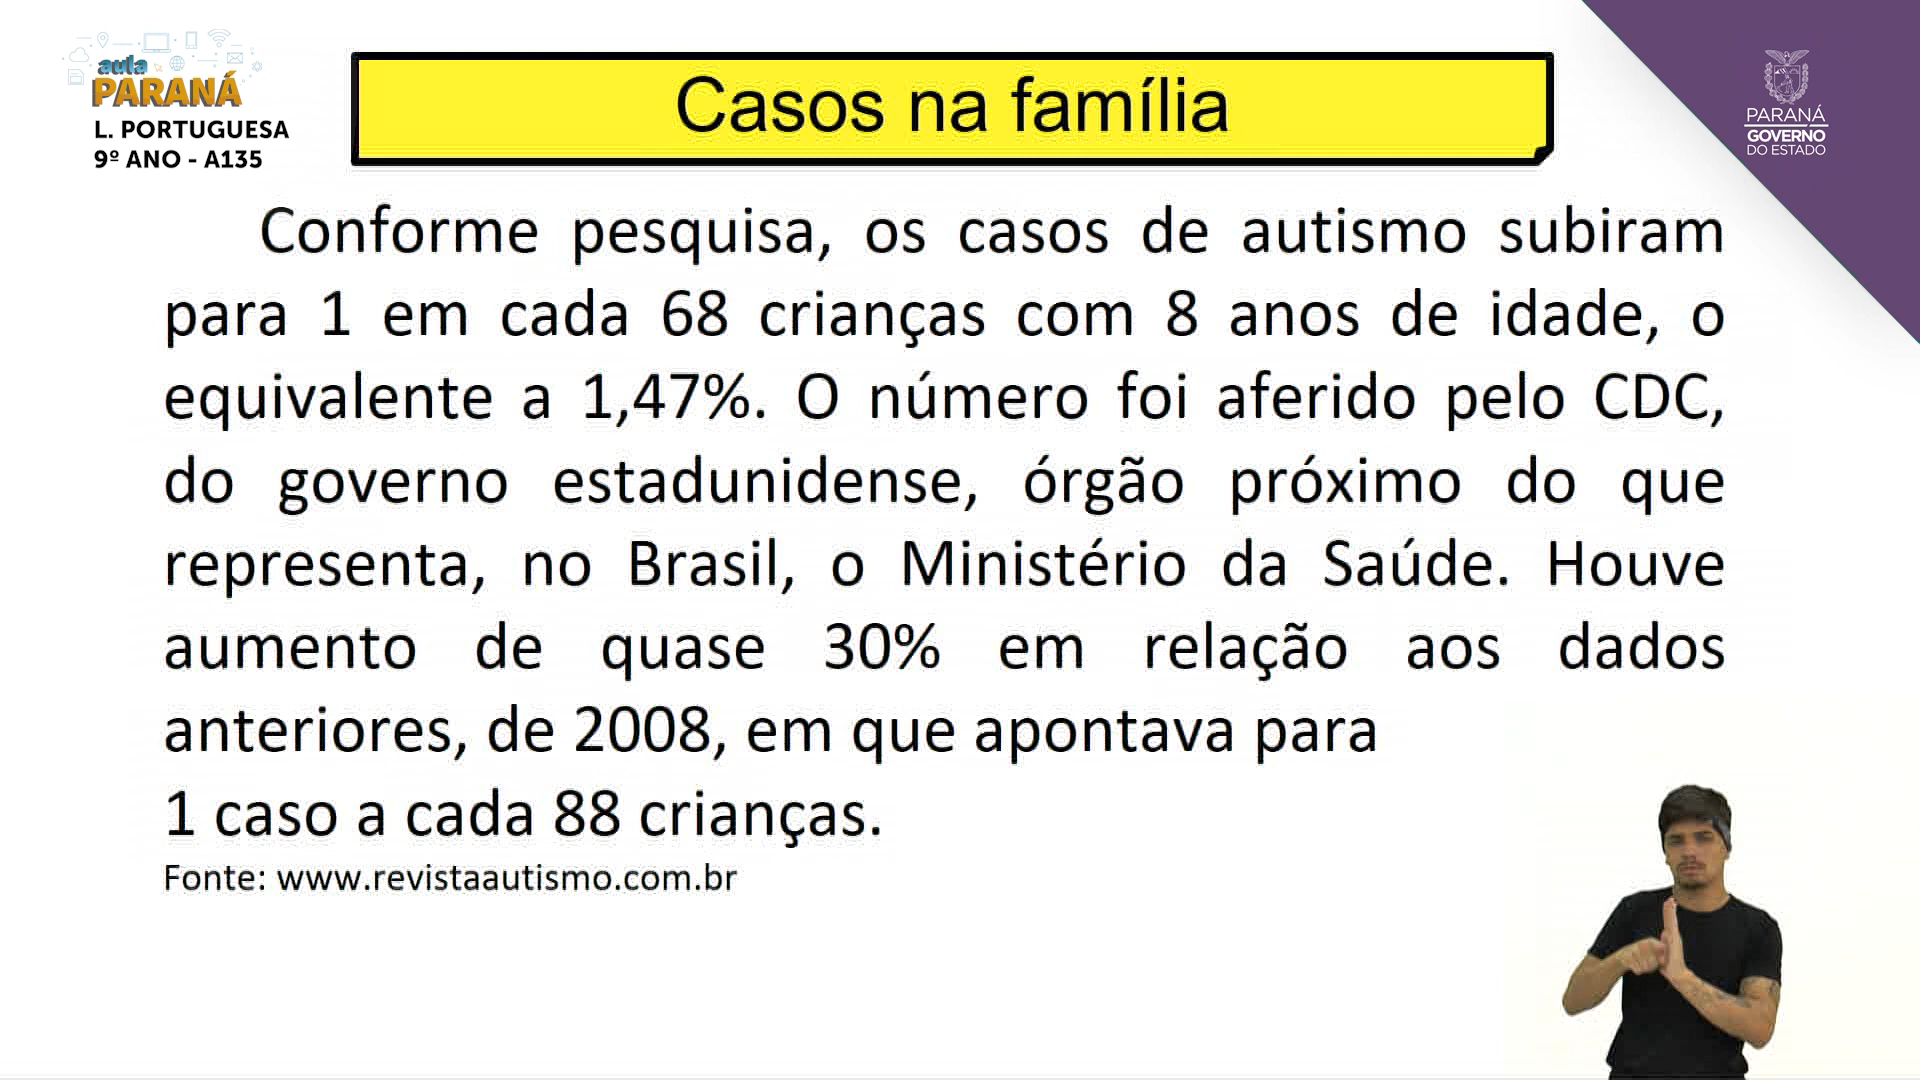 aula
PARANÁ
L. PORTUGUESA
9º ANO - A135
Casos na família
PARANÁ
GOVERNO
DO ESTADO
Conforme pesquisa, os casos de autismo subiram
para 1 em cada 68 crianças com 8 anos de idade, o
equivalente a 1,47%. O número foi aferido pelo CDC,
do governo estadunidense, órgão próximo do que
representa, no Brasil, o Ministério da Saúde. Houve
aumento de quase 30% em relação aos dados
anteriores, de 2008, em que apontava para
1 caso a cada 88 crianças.
Fonte: www.revistaautismo.com.br